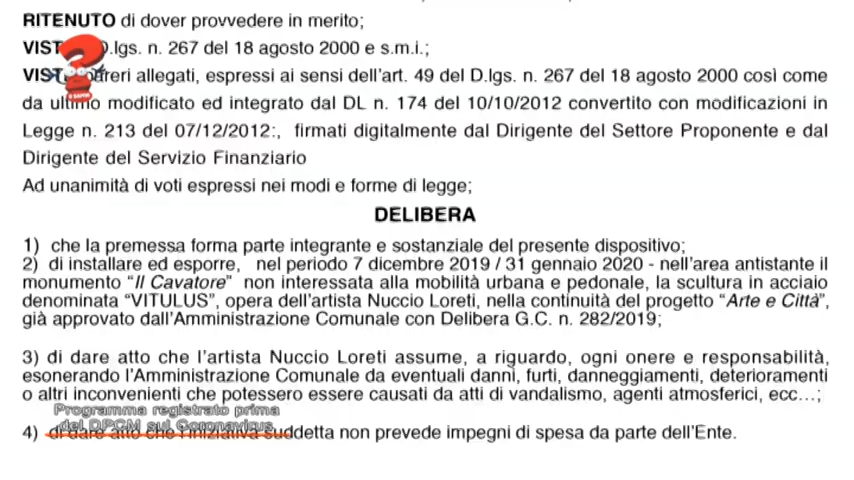 RITENUTO di dover provvedere in merito;
VIST D.lgs. n. 267 del 18 agosto 2000 e s.m.i.;
VISTI pareri allegati, espressi ai sensi dell'art. 49 del D.lgs. n. 267 del 18 agosto 2000 così come
da ultimo modificato ed integrato dal DL n. 174 del 10/10/2012 convertito con modificazioni in
Legge n. 213 del 07/12/2012:, firmati digitalmente dal Dirigente del Settore Proponente e dal
Dirigente del Servizio Finanziario
Ad unanimità di voti espressi nei modi e forme di legge;
DELIBERA
1) che la premessa forma parte integrante e sostanziale del presente dispositivo;
2) di installare ed esporre, nel periodo 7 dicembre 2019 / 31 gennaio 2020 - nell'area antistante il
monumento "Il Cavatore" non interessata alla mobilità urbana e pedonale, la scultura in acciaio
denominata "VITULUS", opera dell'artista Nuccio Loreti, nella continuità del progetto "Arte e Città",
già approvato dall'Amministrazione Comunale con Delibera G.C. n. 282/2019;
3) di dare atto che l'artista Nuccio Loreti assume, a riguardo, ogni onere e responsabilità,
esonerando l'Amministrazione Comunale da eventuali danni, furti, danneggiamenti, deterioramenti
o altri inconvenienti che potessero essere causati da atti di vandalismo, agenti atmosferici, ecc...;
Programma registrato prima
del DPCM sul Coronavirus
4) di dare atto che l'iniziativa suddetta non prevede impegni di spesa da parte dell'Ente.